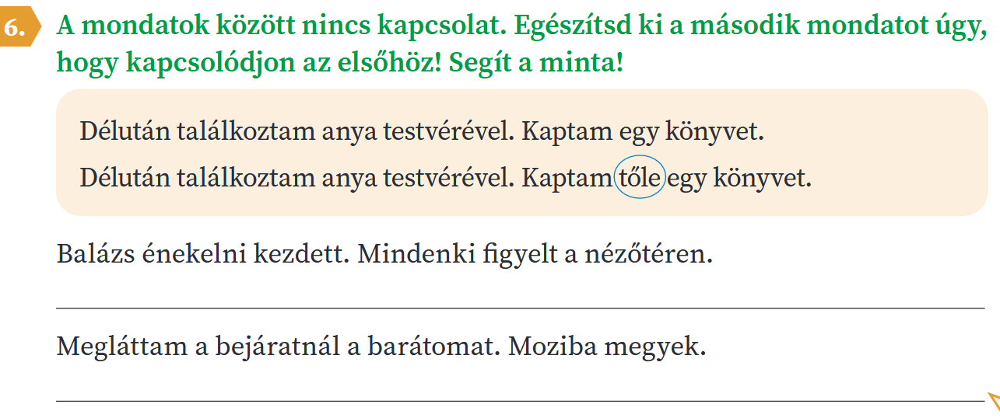 6. A mondatok között nincs kapcsolat. Egészítsd ki a második mondatot úgy,
hogy kapcsolódjon az elsőhöz! Segít a minta!
Délután találkoztam anya testvérével. Kaptam egy könyvet.
Délután találkoztam anya testvérével. Kaptam tőle egy könyvet.
Balázs énekelni kezdett. Mindenki figyelt a nézőtéren.
Megláttam a bejáratnál a barátomat. Moziba megyek.